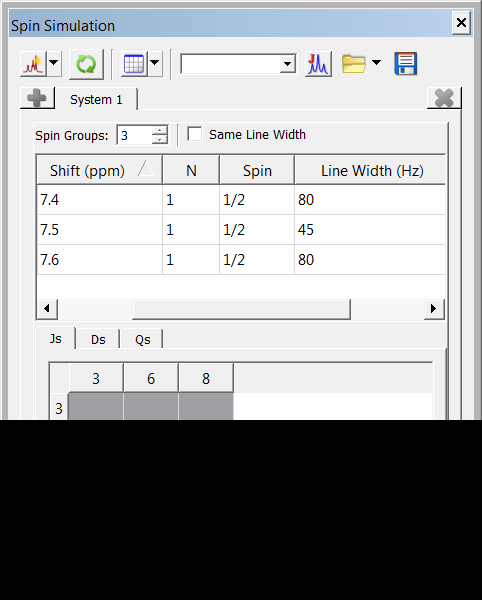 Spin Simulation
System 1
Spin Groups: 3 Same Line Width
Shift (ppm) N Spin Line Width (Hz)
7.4 1 1/2 80
7.5 1 1/2 45
7.6 1 1/2 80
Js Ds Qs
3 6 8
3